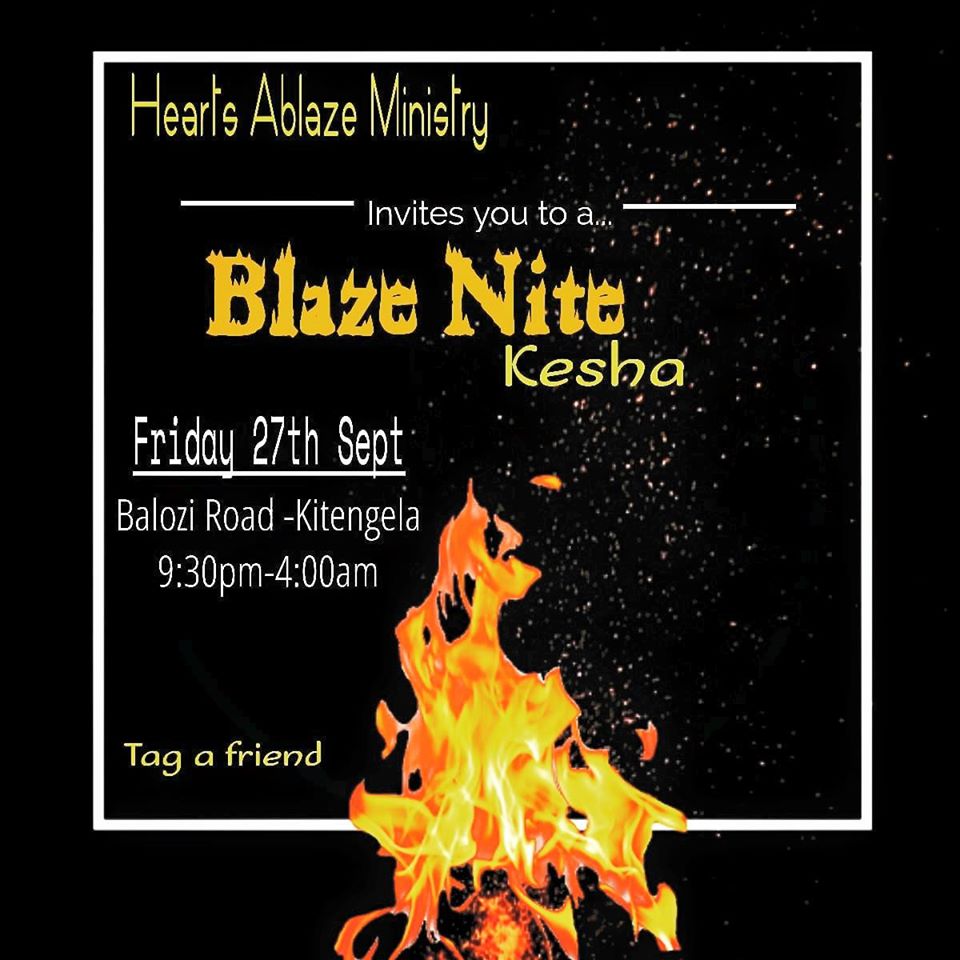 Hearts Ablaze Ministry
Invites you to a...
Blaze Nite
Kesha
Friday 27th Sept
Balozi Road -Kitengela
9:30pm-4:00am
Tag a friend